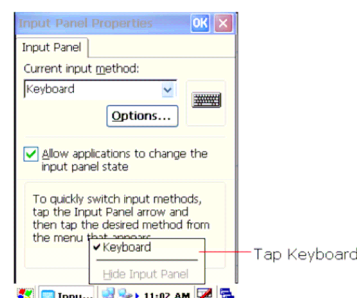 Input Panel Properties OK
Input Panel
Current input method:
Keyboard
Options...
Allow applications to change the
input panel state
To quickly switch input methods,
tap the Input Panel arrow and
then tap the desired method from
the menu that appears.
Keyboard
Tap Keyboard
Hide Input Panel
Inpu... 11:02 AM